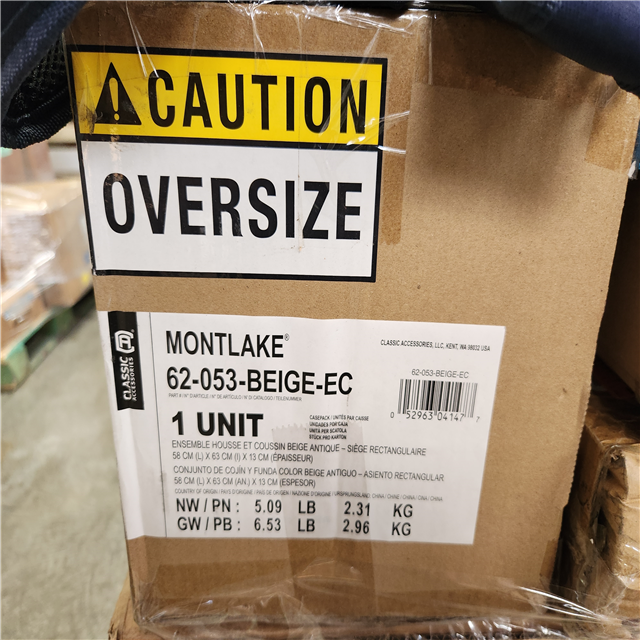 CAUTION
OVERSIZE
CLASSIC ACCESSORIES
MONTLAKE®
CLASSIC ACCESSORIES, LLC, KENT, WA 98032 USA
62-053-BEIGE-EC
62-053-BEIGE-EC
0 52963 04147 7
1 UNIT
CASEPACK / UNITÉS PAR CAISSE
UNIDADES POR CAJA
UNITÀ PER SCATOLA
STÜCK PRO KARTON
ENSEMBLE HOUSSE ET COUSSIN BEIGE ANTIQUE – SIÈGE RECTANGULAIRE
58 CM (L) X 63 CM (l) X 13 CM (ÉPAISSEUR)
CONJUNTO DE COJÍN Y FUNDA COLOR BEIGE ANTIGUO – ASIENTO RECTANGULAR
58 CM (L) X 63 CM (AN.) X 13 CM (ESPESOR)
NW / PN : 5.09 LB 2.31 KG
GW / PB : 6.53 LB 2.96 KG